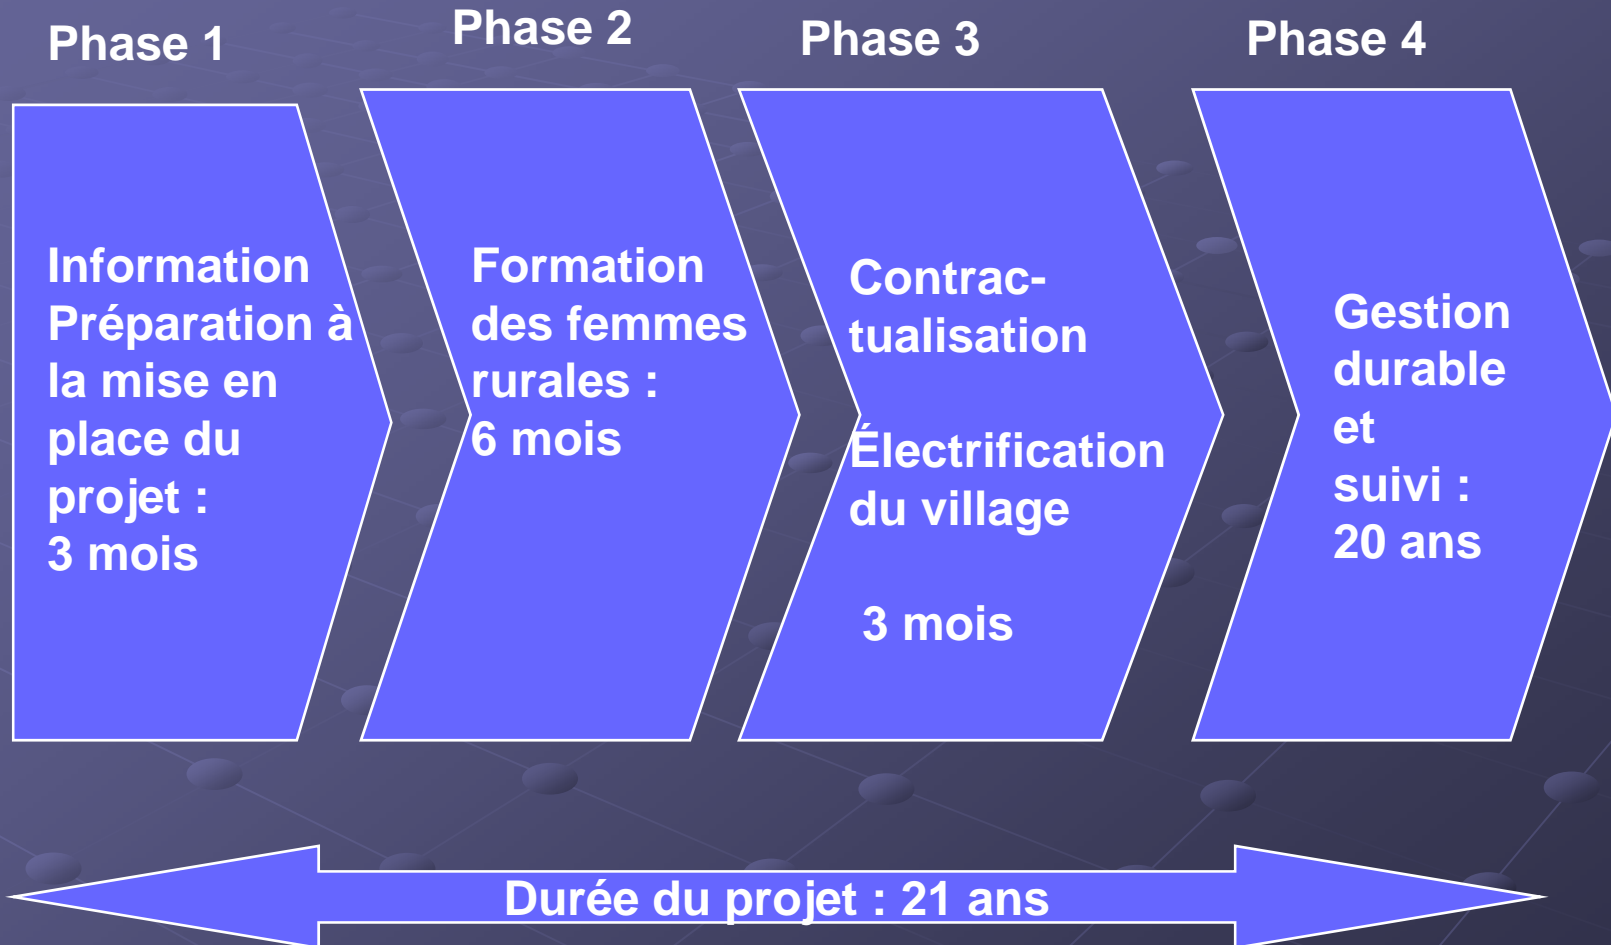 Phase 1
Information
Préparation à
la mise en
place du
projet :
3 mois
Phase 2
Formation
des femmes
rurales :
6 mois
Phase 3
Contrac-
tualisation
Électrification
du village
3 mois
Phase 4
Gestion
durable
et
suivi :
20 ans
Durée du projet : 21 ans